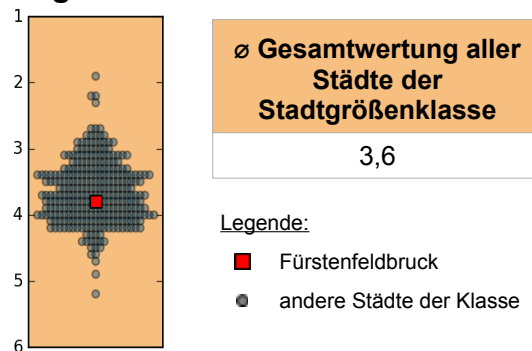 1
2
3
4
5
6
ø Gesamtwertung aller
Städte der
Stadtgrößenklasse
3,6
Legende:
Fürstenfeldbruck
andere Städte der Klasse